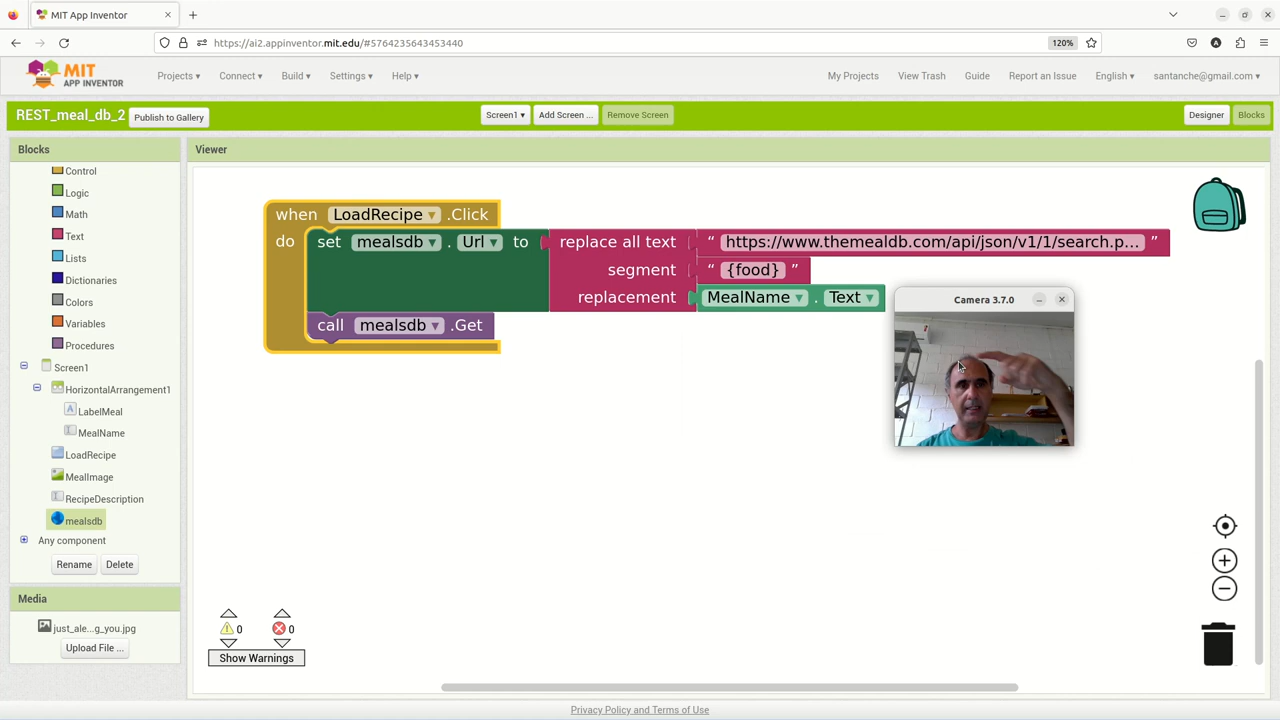 MIT App Inventor
https://ai2.appinventor.mit.edu/#5764235643453440
120%
MIT
APP INVENTOR
Projects ▾ Connect ▾ Build ▾ Settings ▾ Help ▾ My Projects View Trash Guide Report an Issue English ▾ santanche@gmail.com ▾
REST_meal_db_2 Publish to Gallery Screen1 ▾ Add Screen ... Remove Screen Designer Blocks
Blocks
Viewer
Control
Logic
Math
Text
Lists
Dictionaries
Colors
Variables
Procedures
Screen1
HorizontalArrangement1
A LabelMeal
MealName
LoadRecipe
MealImage
RecipeDescription
mealsdb
Any component
Rename Delete
Media
just_ale...g_you.jpg
Upload File ...
when LoadRecipe ▾ .Click
do set mealsdb ▾ . Url ▾ to replace all text “ https://www.themealdb.com/api/json/v1/1/search.p... ”
segment “ {food} ”
replacement MealName ▾ . Text ▾
call mealsdb ▾ .Get
Camera 3.7.0
0 0
Show Warnings
Privacy Policy and Terms of Use